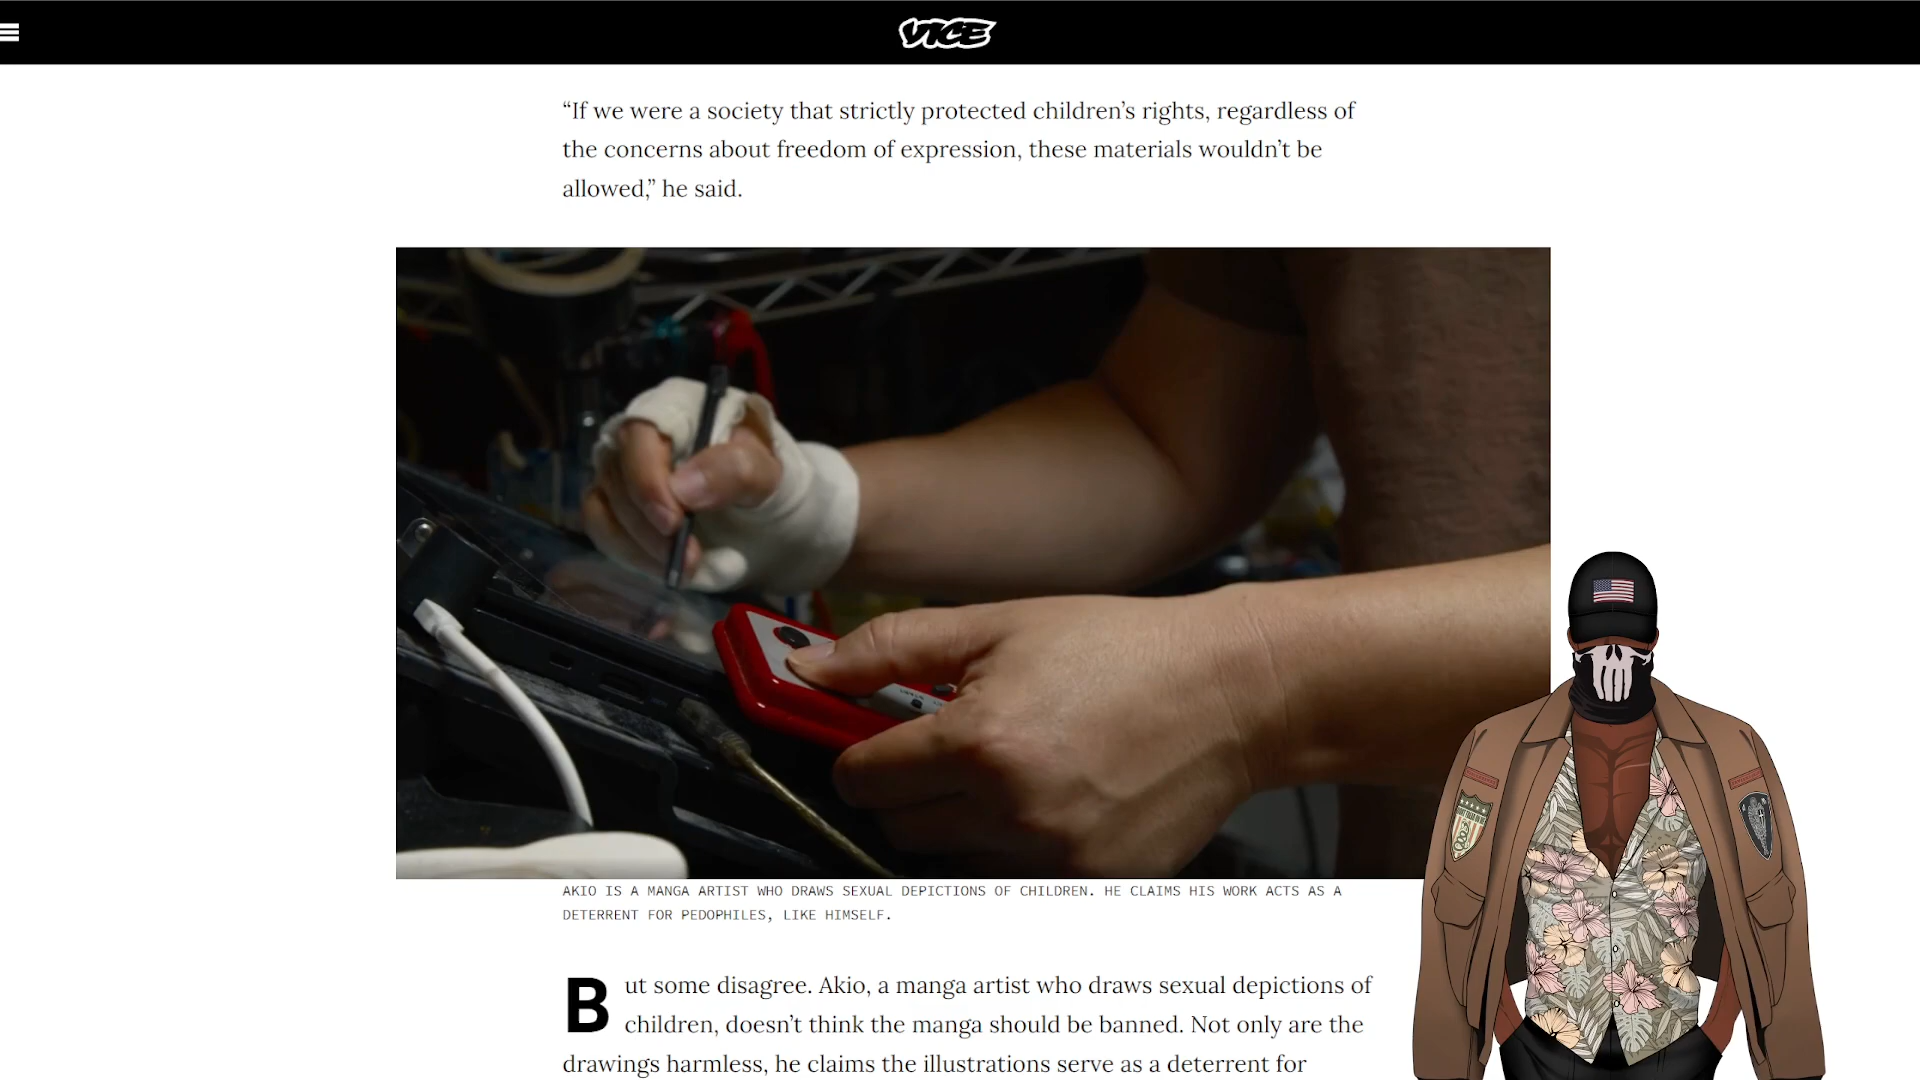 VICE
“If we were a society that strictly protected children’s rights, regardless of
the concerns about freedom of expression, these materials wouldn’t be
allowed,” he said.
AKIO IS A MANGA ARTIST WHO DRAWS SEXUAL DEPICTIONS OF CHILDREN. HE CLAIMS HIS WORK ACTS AS A
DETERRENT FOR PEDOPHILES, LIKE HIMSELF.
But some disagree. Akio, a manga artist who draws sexual depictions of
children, doesn’t think the manga should be banned. Not only are the
drawings harmless, he claims the illustrations serve as a deterrent for